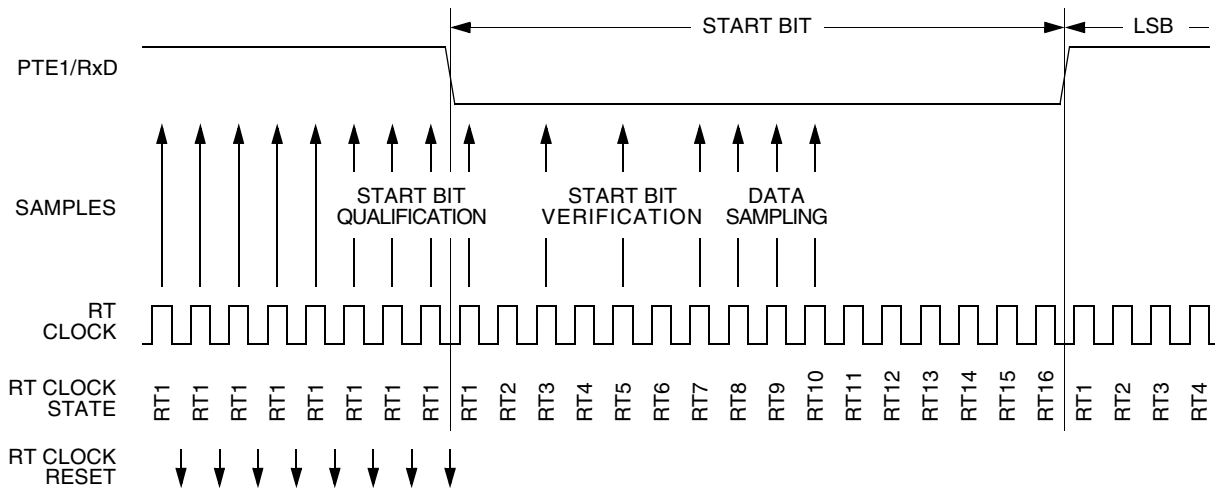 START BIT
LSB
PTE1/RxD
SAMPLES
START BIT
QUALIFICATION
START BIT
VERIFICATION
DATA
SAMPLING
RT
CLOCK
RT CLOCK
STATE
RT1 RT1 RT1 RT1 RT1 RT1 RT1 RT1 RT1 RT2 RT3 RT4 RT5 RT6 RT7 RT8 RT9 RT10 RT11 RT12 RT13 RT14 RT15 RT16 RT1 RT2 RT3 RT4
RT CLOCK
RESET